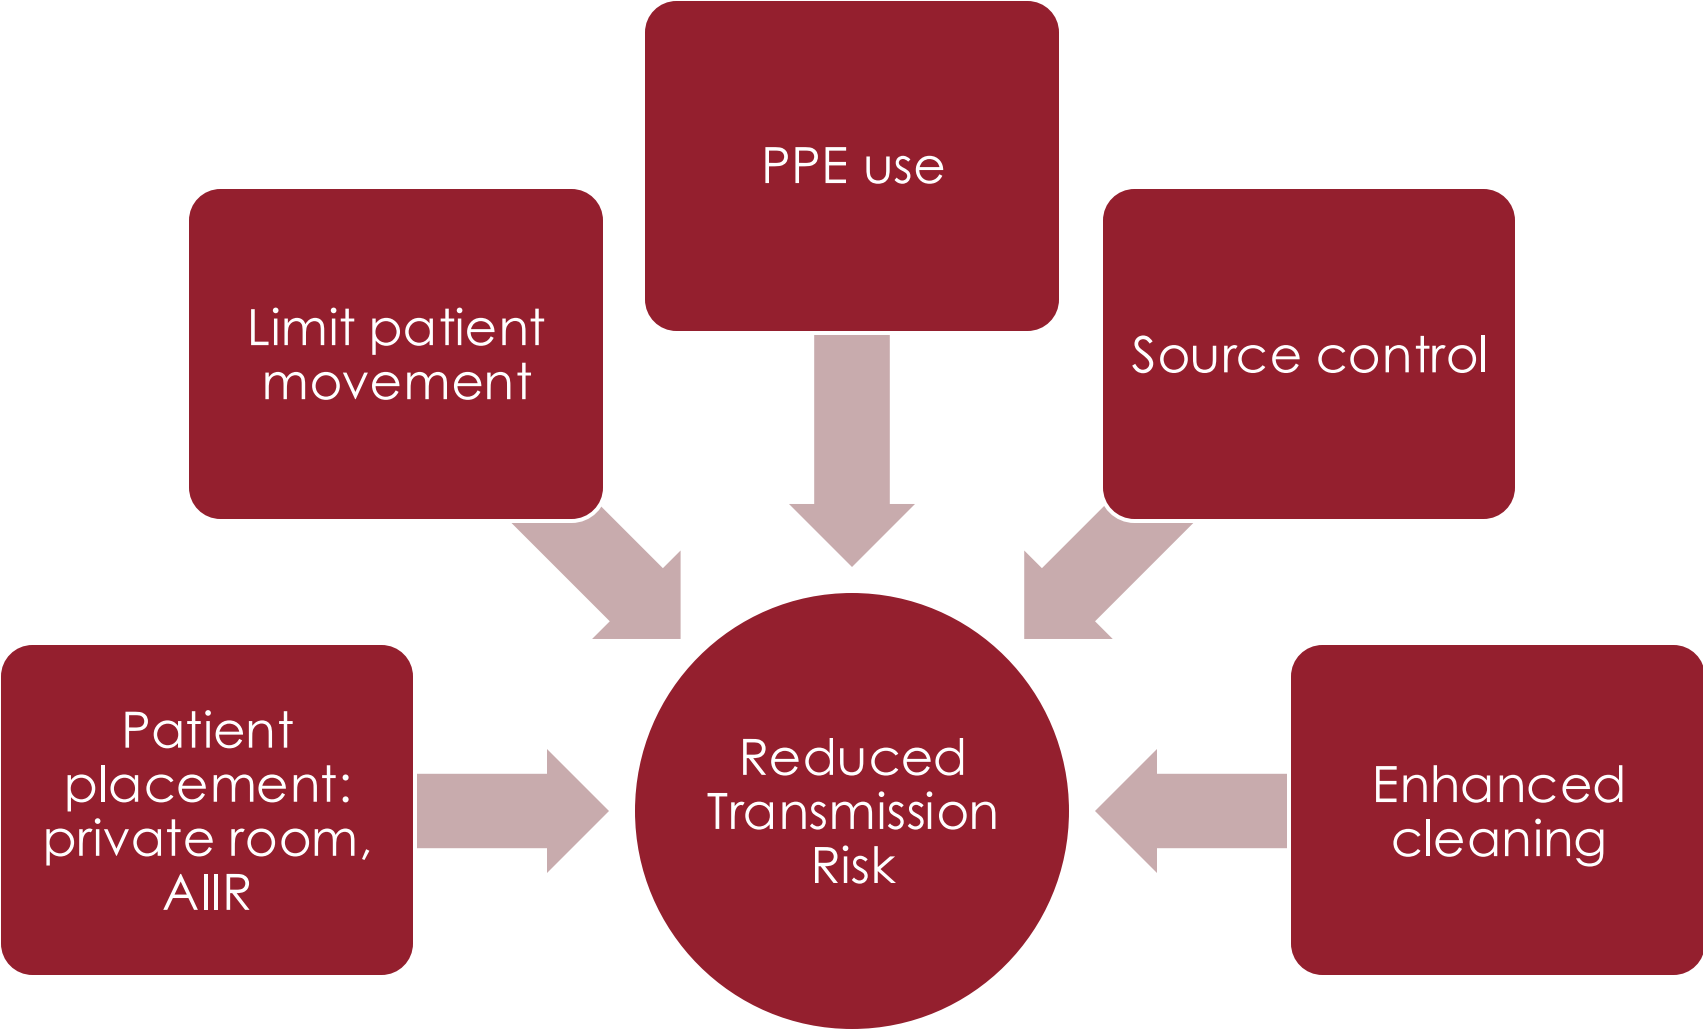 PPE use
Limit patient
movement
Source control
Patient
placement:
private room,
AIIR
Reduced
Transmission
Risk
Enhanced
cleaning